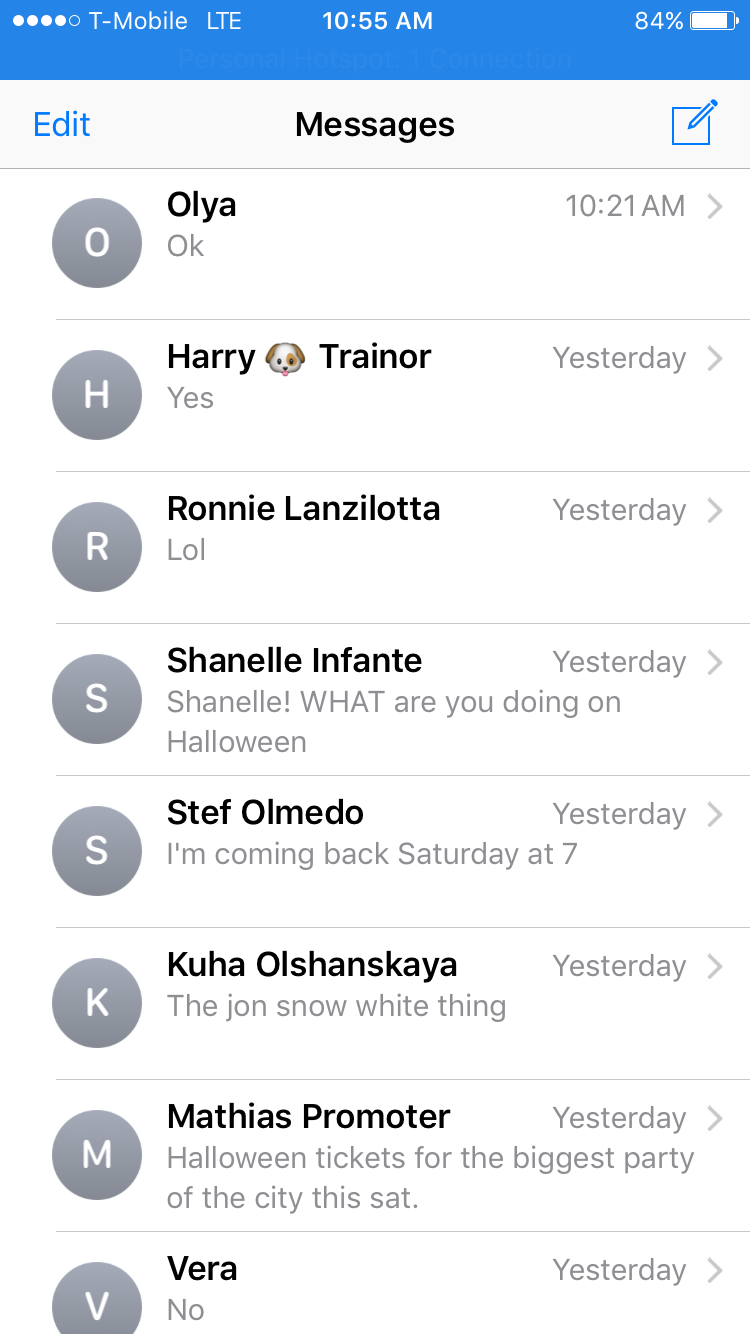 T-Mobile LTE 10:55 AM 84%
Personal Hotspot: 1 Connection
Edit Messages
O Olya 10:21 AM
Ok
H Harry 🐶 Trainor Yesterday
Yes
R Ronnie Lanzilotta Yesterday
Lol
S Shanelle Infante Yesterday
Shanelle! WHAT are you doing on
Halloween
S Stef Olmedo Yesterday
I'm coming back Saturday at 7
K Kuha Olshanskaya Yesterday
The jon snow white thing
M Mathias Promoter Yesterday
Halloween tickets for the biggest party
of the city this sat.
V Vera Yesterday
No